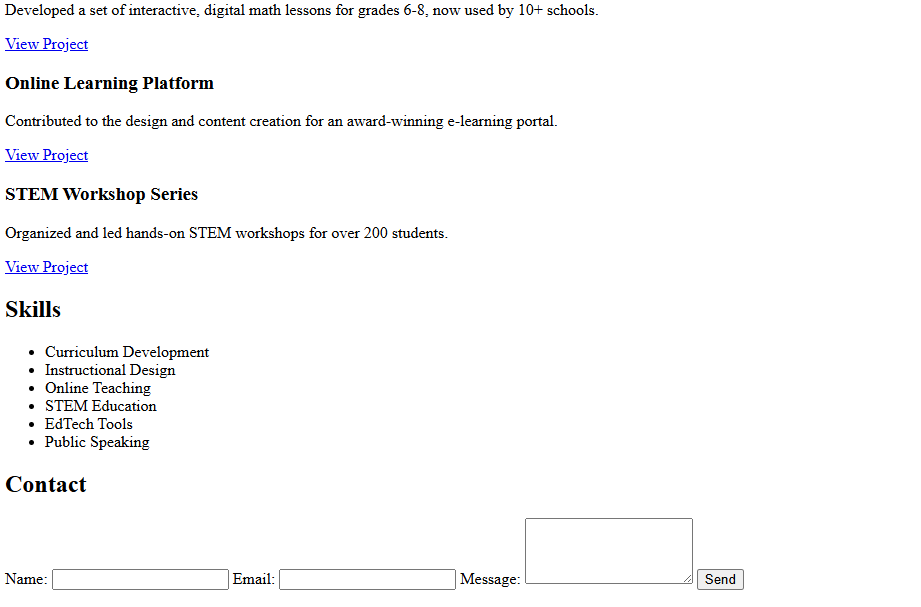 Developed a set of interactive, digital math lessons for grades 6-8, now used by 10+ schools.
View Project
Online Learning Platform
Contributed to the design and content creation for an award-winning e-learning portal.
View Project
STEM Workshop Series
Organized and led hands-on STEM workshops for over 200 students.
View Project
Skills
• Curriculum Development
• Instructional Design
• Online Teaching
• STEM Education
• EdTech Tools
• Public Speaking
Contact
Name: Email: Message: Send